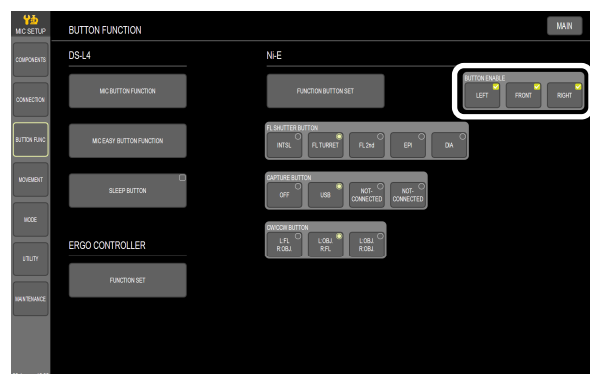 MIC SETUP
BUTTON FUNCTION
MAIN
COMPONENTS
CONNECTION
BUTTON FUNC.
MOVEMENT
MODE
UTILITY
MAINTENANCE
DS-L4
MIC BUTTON FUNCTION
MIC EASY BUTTON FUNCTION
SLEEP BUTTON
ERGO CONTROLLER
FUNCTION SET
Ni-E
FUNCTION BUTTON SET
BUTTON ENABLE
LEFT FRONT RIGHT
FL SHUTTER BUTTON
INTSL FL TURRET FL 2nd EPI DIA
CAPTURE BUTTON
OFF USB NOT-CONNECTED NOT-CONNECTED
CW/CCW BUTTON
L:FL R:OBJ. L:OBJ. R:FL L:OBJ. R:OBJ.